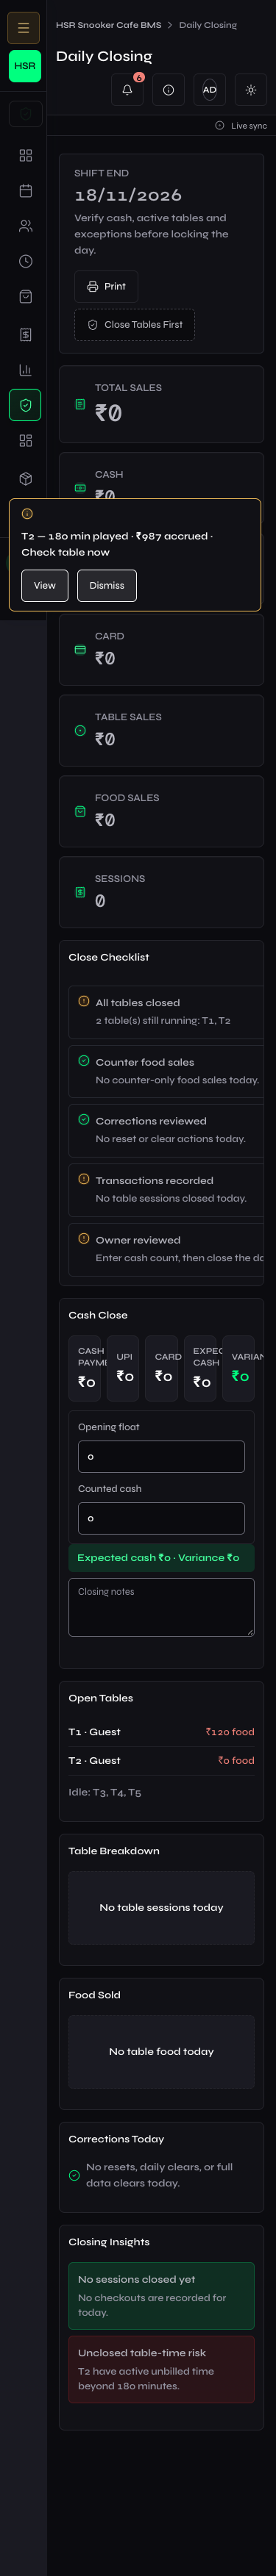 HSR Snooker Cafe BMS > Daily Closing
HSR
Daily Closing
6
AD
Live sync
SHIFT END
18/11/2026
Verify cash, active tables and
exceptions before locking the
day.
Print
Close Tables First
TOTAL SALES
₹0
CASH
₹0
T2 — 180 min played · ₹987 accrued ·
Check table now
View
Dismiss
CARD
₹0
TABLE SALES
₹0
FOOD SALES
₹0
SESSIONS
0
Close Checklist
All tables closed
2 table(s) still running: T1, T2
Counter food sales
No counter-only food sales today.
Corrections reviewed
No reset or clear actions today.
Transactions recorded
No table sessions closed today.
Owner reviewed
Enter cash count, then close the da
Cash Close
CASH
PAYME
₹0
UPI
₹0
CARD
₹0
EXPEC
CASH
₹0
VARIAN
₹0
Opening float
0
Counted cash
0
Expected cash ₹0 · Variance ₹0
Closing notes
Open Tables
T1 · Guest ₹120 food
T2 · Guest ₹0 food
Idle: T3, T4, T5
Table Breakdown
No table sessions today
Food Sold
No table food today
Corrections Today
No resets, daily clears, or full
data clears today.
Closing Insights
No sessions closed yet
No checkouts are recorded for
today.
Unclosed table-time risk
T2 have active unbilled time
beyond 180 minutes.